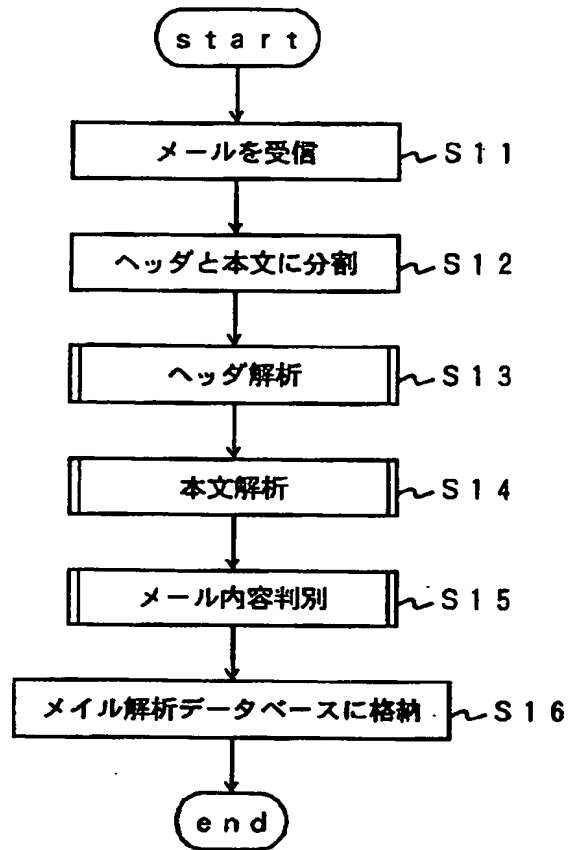 start
メールを受信 S11
ヘッダと本文に分割 S12
ヘッダ解析 S13
本文解析 S14
メール内容判別 S15
メイル解析データベースに格納 S16
end